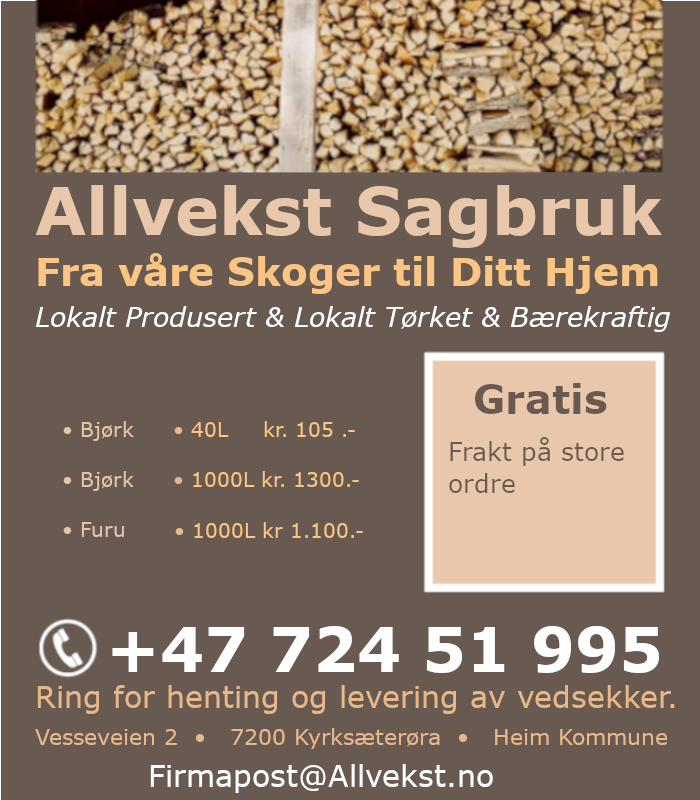 Allvekst Sagbruk
Fra våre Skoger til Ditt Hjem
Lokalt Produsert & Lokalt Tørket & Bærekraftig
• Bjørk • 40L kr. 105 .-
• Bjørk • 1000L kr. 1300.-
• Furu • 1000L kr 1.100.-
Gratis
Frakt på store
ordre
+47 724 51 995
Ring for henting og levering av vedsekker.
Vesseveien 2 • 7200 Kyrksæterøra • Heim Kommune
Firmapost@Allvekst.no